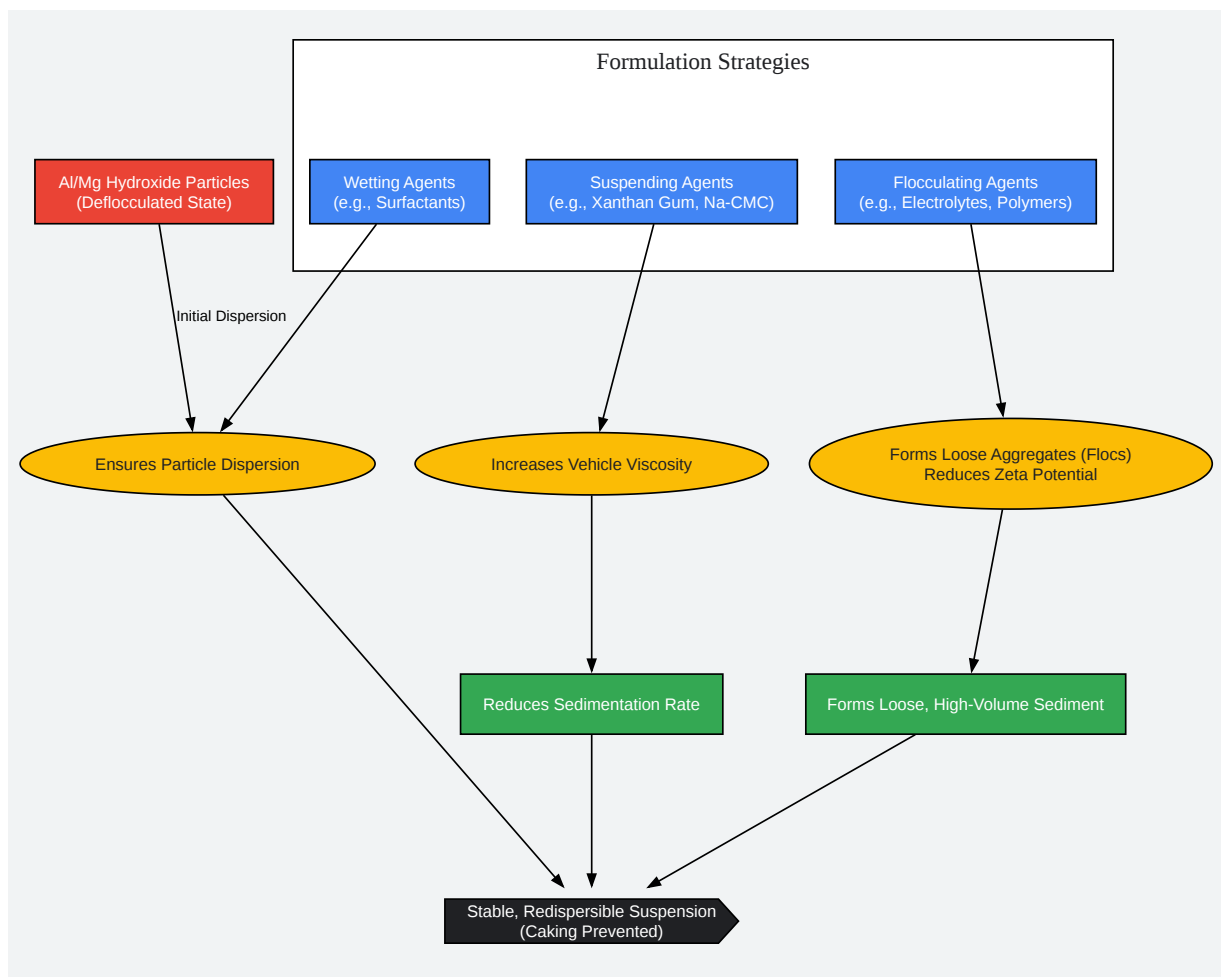 Formulation Strategies
Al/Mg Hydroxide Particles
(Deflocculated State)
Wetting Agents
(e.g., Surfactants)
Suspending Agents
(e.g., Xanthan Gum, Na-CMC)
Flocculating Agents
(e.g., Electrolytes, Polymers)
Initial Dispersion
Ensures Particle Dispersion
Increases Vehicle Viscosity
Forms Loose Aggregates (Flocs)
Reduces Zeta Potential
Reduces Sedimentation Rate
Forms Loose, High-Volume Sediment
Stable, Redispersible Suspension
(Caking Prevented)